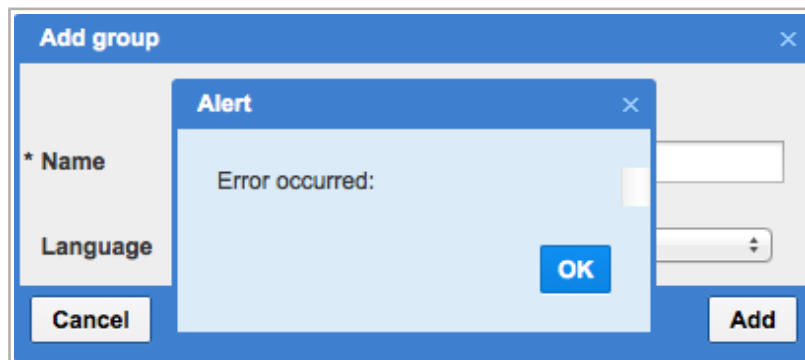 Add group ×
Alert ×
* Name
Error occurred:
Language
OK
Cancel
Add